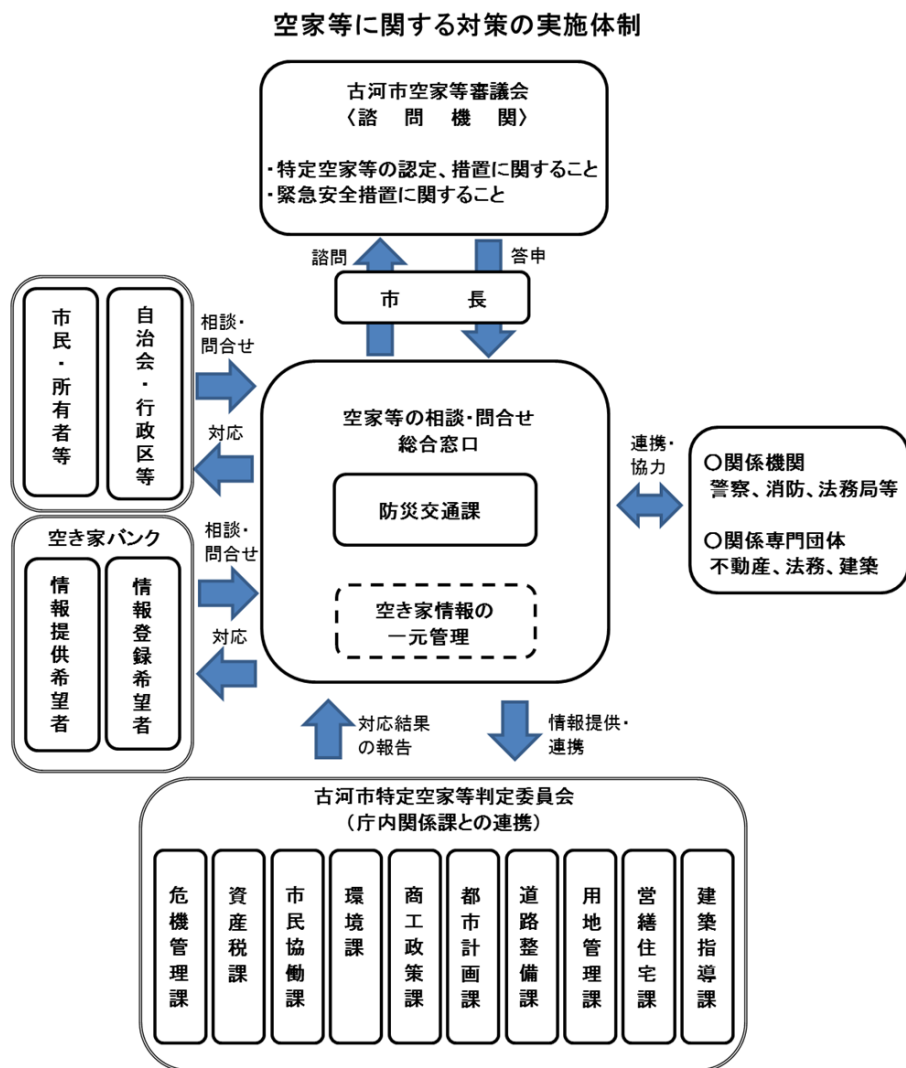 空家等に関する対策の実施体制
古河市空家等審議会
〈諮　問　機　関〉
・特定空家等の認定、措置に関すること
・緊急安全措置に関すること
諮問
答申
市　　　長
市民・所有者等
自治会・行政区等
相談・
問合せ
対応
空家等の相談・問合せ
総合窓口
防災交通課
空き家情報の
一元管理
連携・
協力
〇関係機関
警察、消防、法務局等
〇関係専門団体
不動産、法務、建築
空き家バンク
情報提供希望者
情報登録希望者
相談・
問合せ
対応
対応結果
の報告
情報提供・
連携
古河市特定空家等判定委員会
（庁内関係課との連携）
危機管理課
資産税課
市民協働課
環境課
商工政策課
都市計画課
道路整備課
用地管理課
営繕住宅課
建築指導課